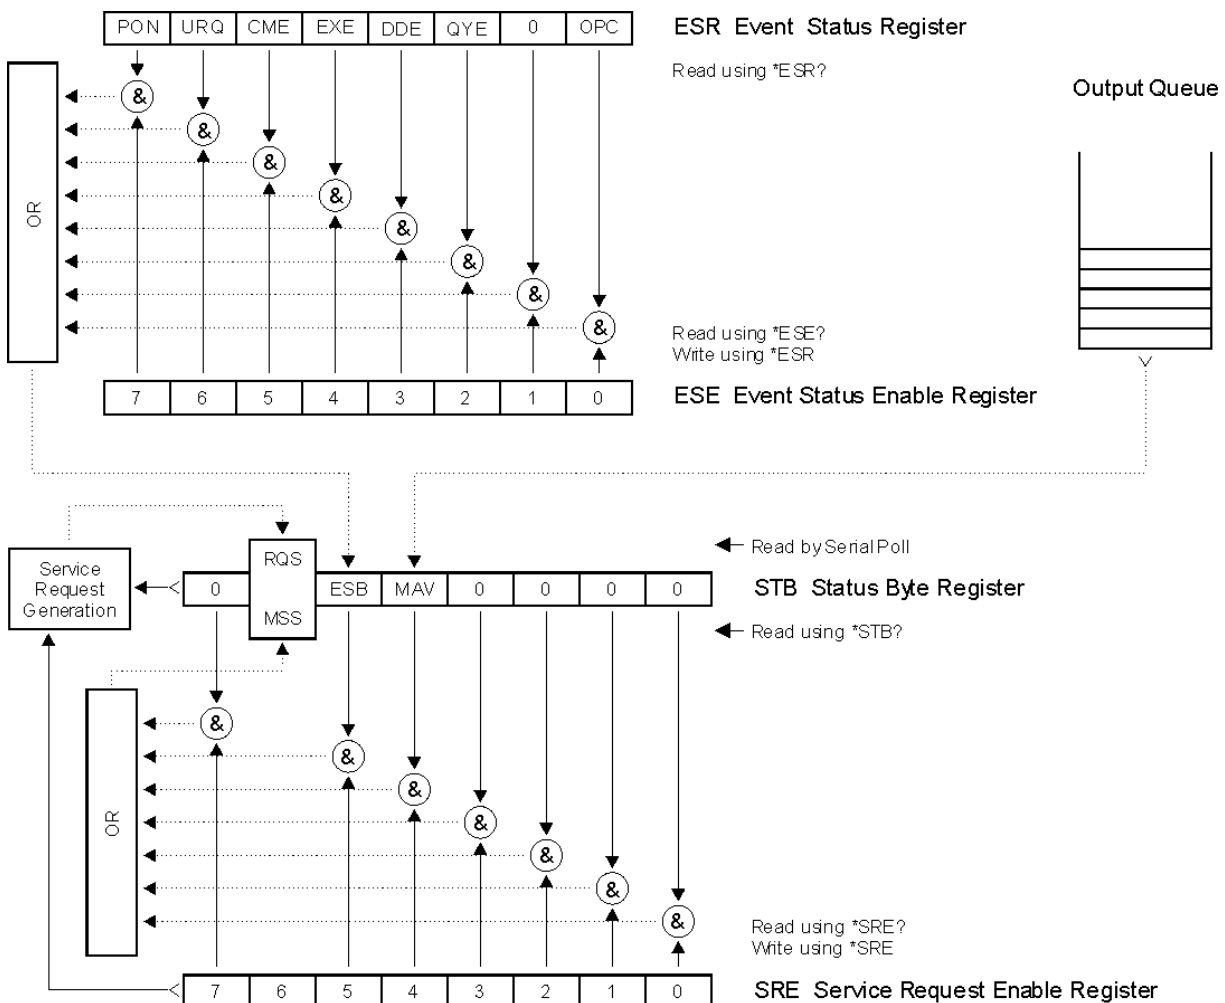 PON URQ CME EXE DDE QYE 0 OPC
ESR Event Status Register
Read using *ESR?
Output Queue
&
&
&
&
&
&
&
&
OR
Read using *ESE?
Write using *ESR
7 6 5 4 3 2 1 0
ESE Event Status Enable Register
Service
Request
Generation
RQS
MSS
0 ESB MAV 0 0 0 0
Read by Serial Poll
STB Status Byte Register
Read using *STB?
&
&
&
&
&
&
&
OR
Read using *SRE?
Write using *SRE
7 6 5 4 3 2 1 0
SRE Service Request Enable Register